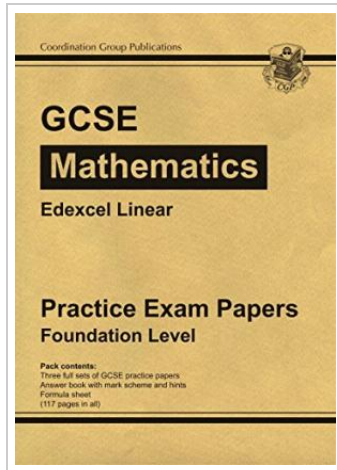 Coordination Group Publications
CGP
GCSE
Mathematics
Edexcel Linear
Practice Exam Papers
Foundation Level
Pack contents:
Three full sets of GCSE practice papers
Answer book with mark scheme and hints
Formula sheet
(117 pages in all)